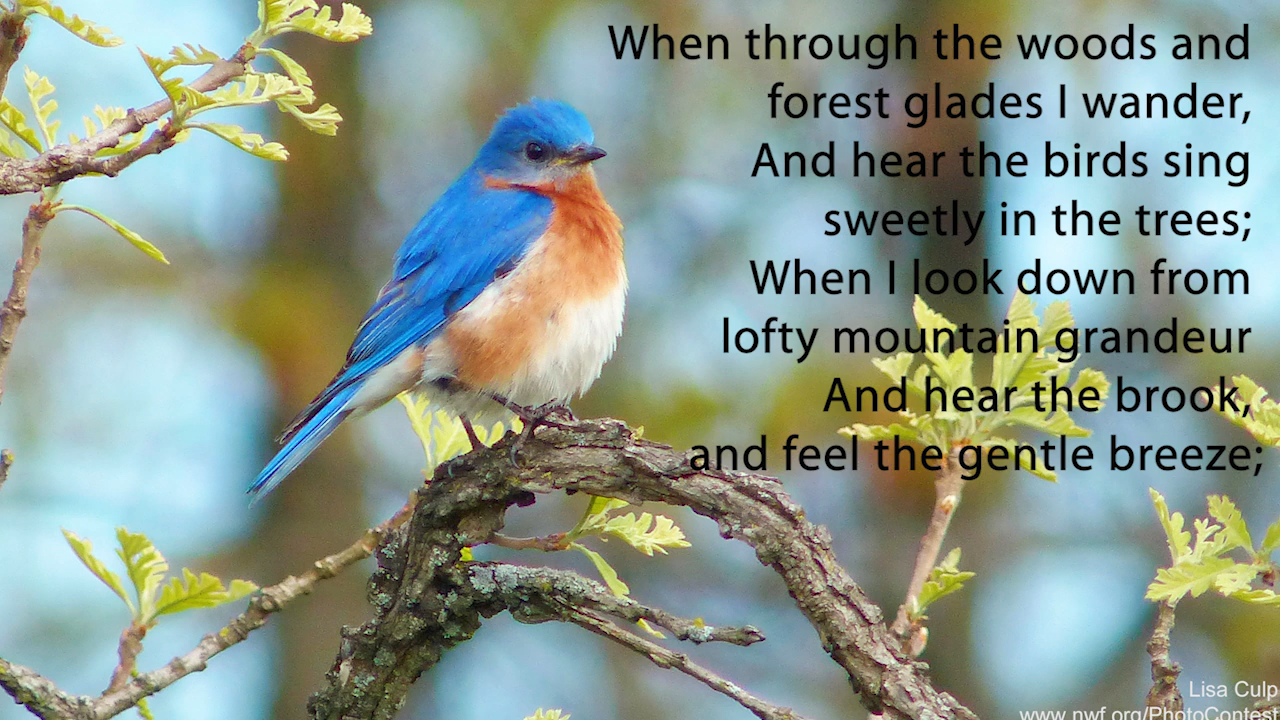 When through the woods and
forest glades I wander,
And hear the birds sing
sweetly in the trees;
When I look down from
lofty mountain grandeur
And hear the brook,
and feel the gentle breeze;
Lisa Culp
www.nwf.org/PhotoContest